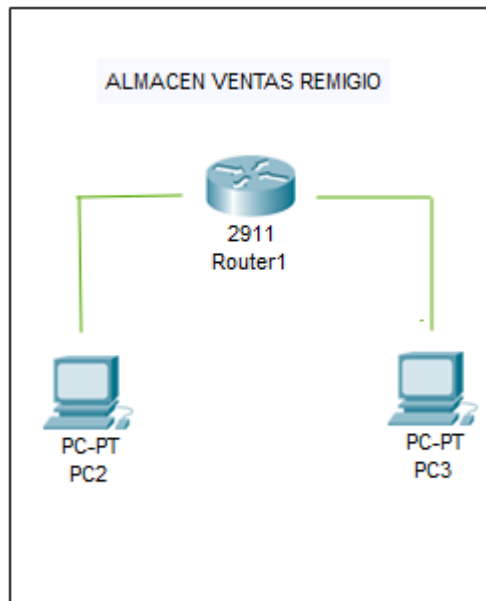 ALMACEN VENTAS REMIGIO
2911
Router1
PC-PT
PC2
PC-PT
PC3